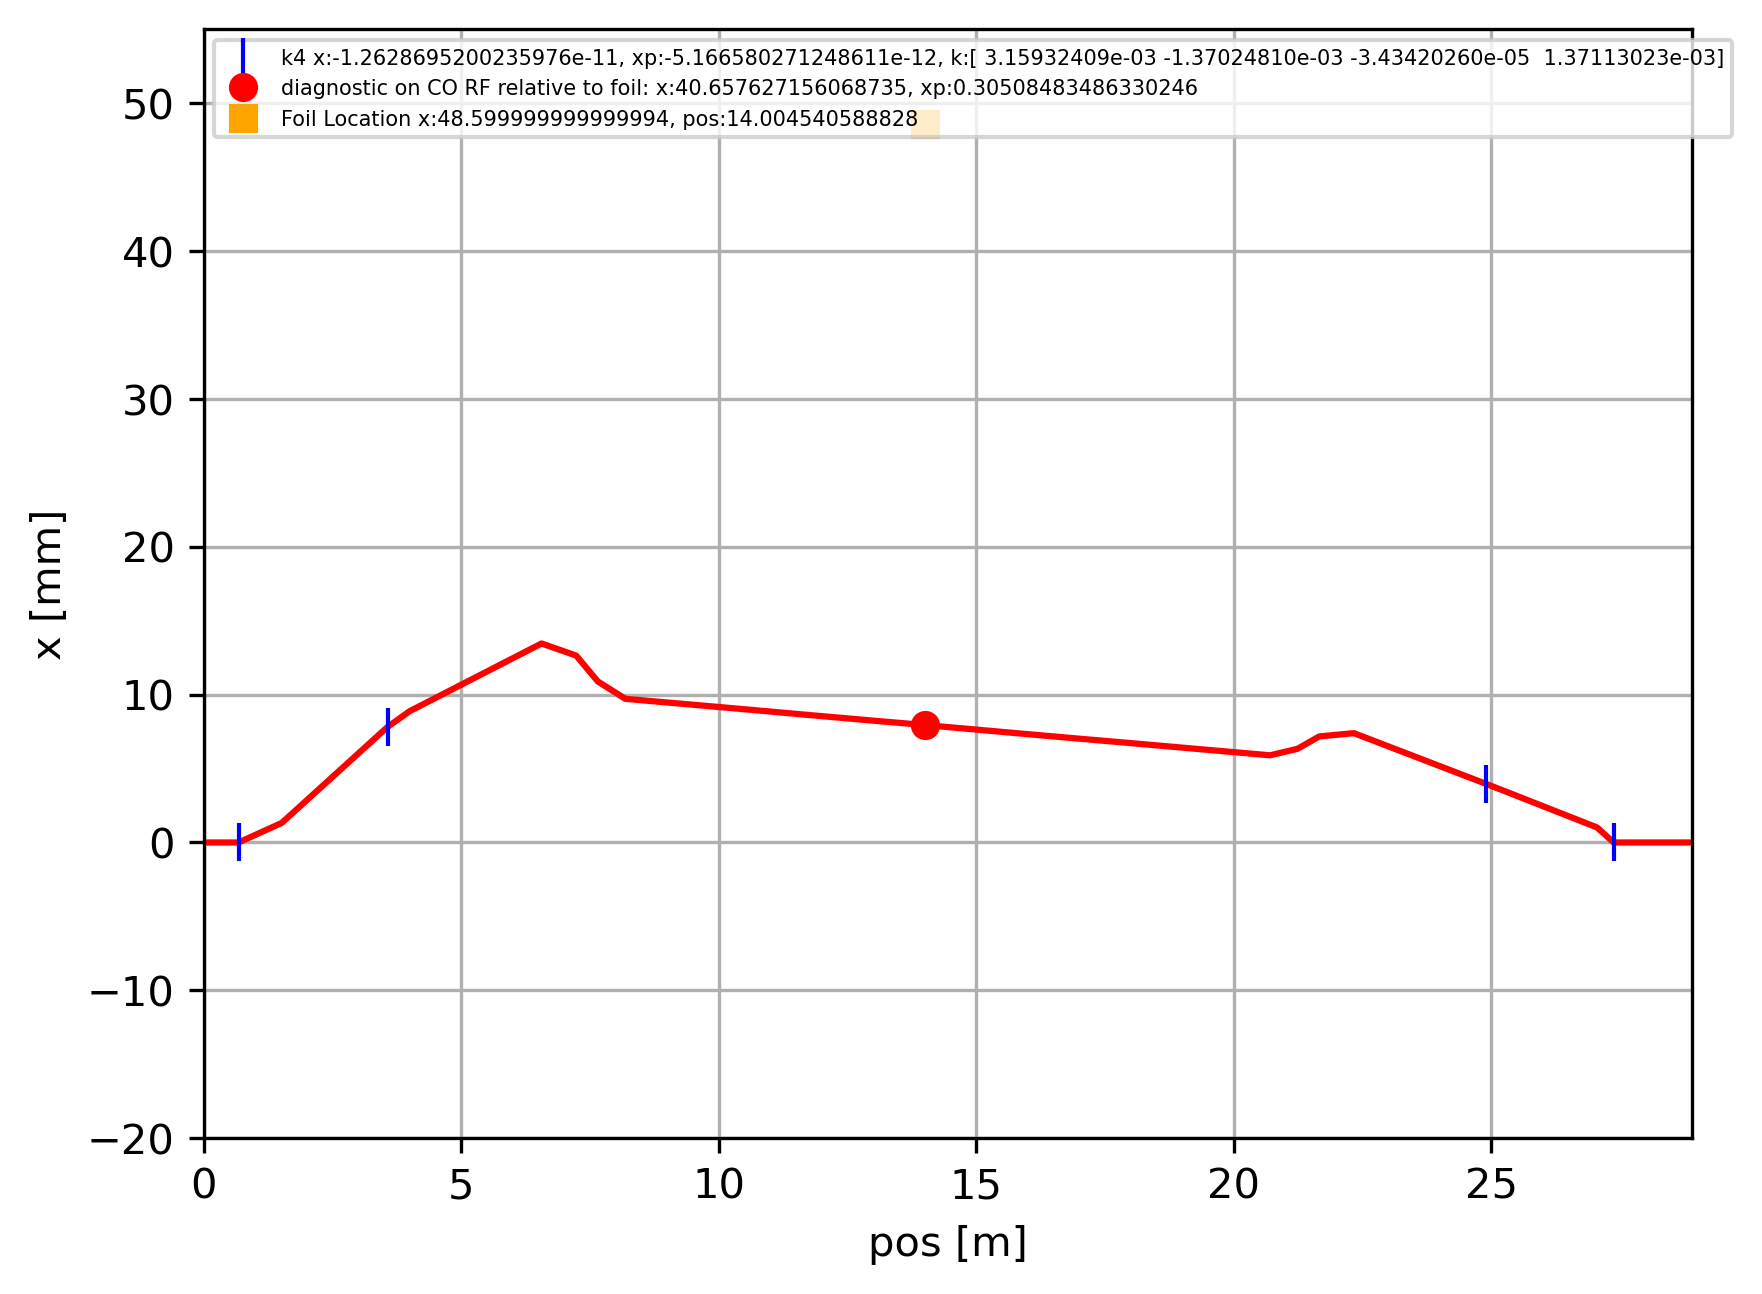 k4 x:-1.2628695200235976e-11, xp:-5.166580271248611e-12, k:[ 3.15932409e-03 -1.37024810e-03 -3.43420260e-05  1.37113023e-03]
diagnostic on CO RF relative to foil: x:40.657627156068735, xp:0.30508483486330246
Foil Location x:48.599999999999994, pos:14.004540588828
50
40
30
20
10
0
−10
−20
x [mm]
0 5 10 15 20 25
pos [m]